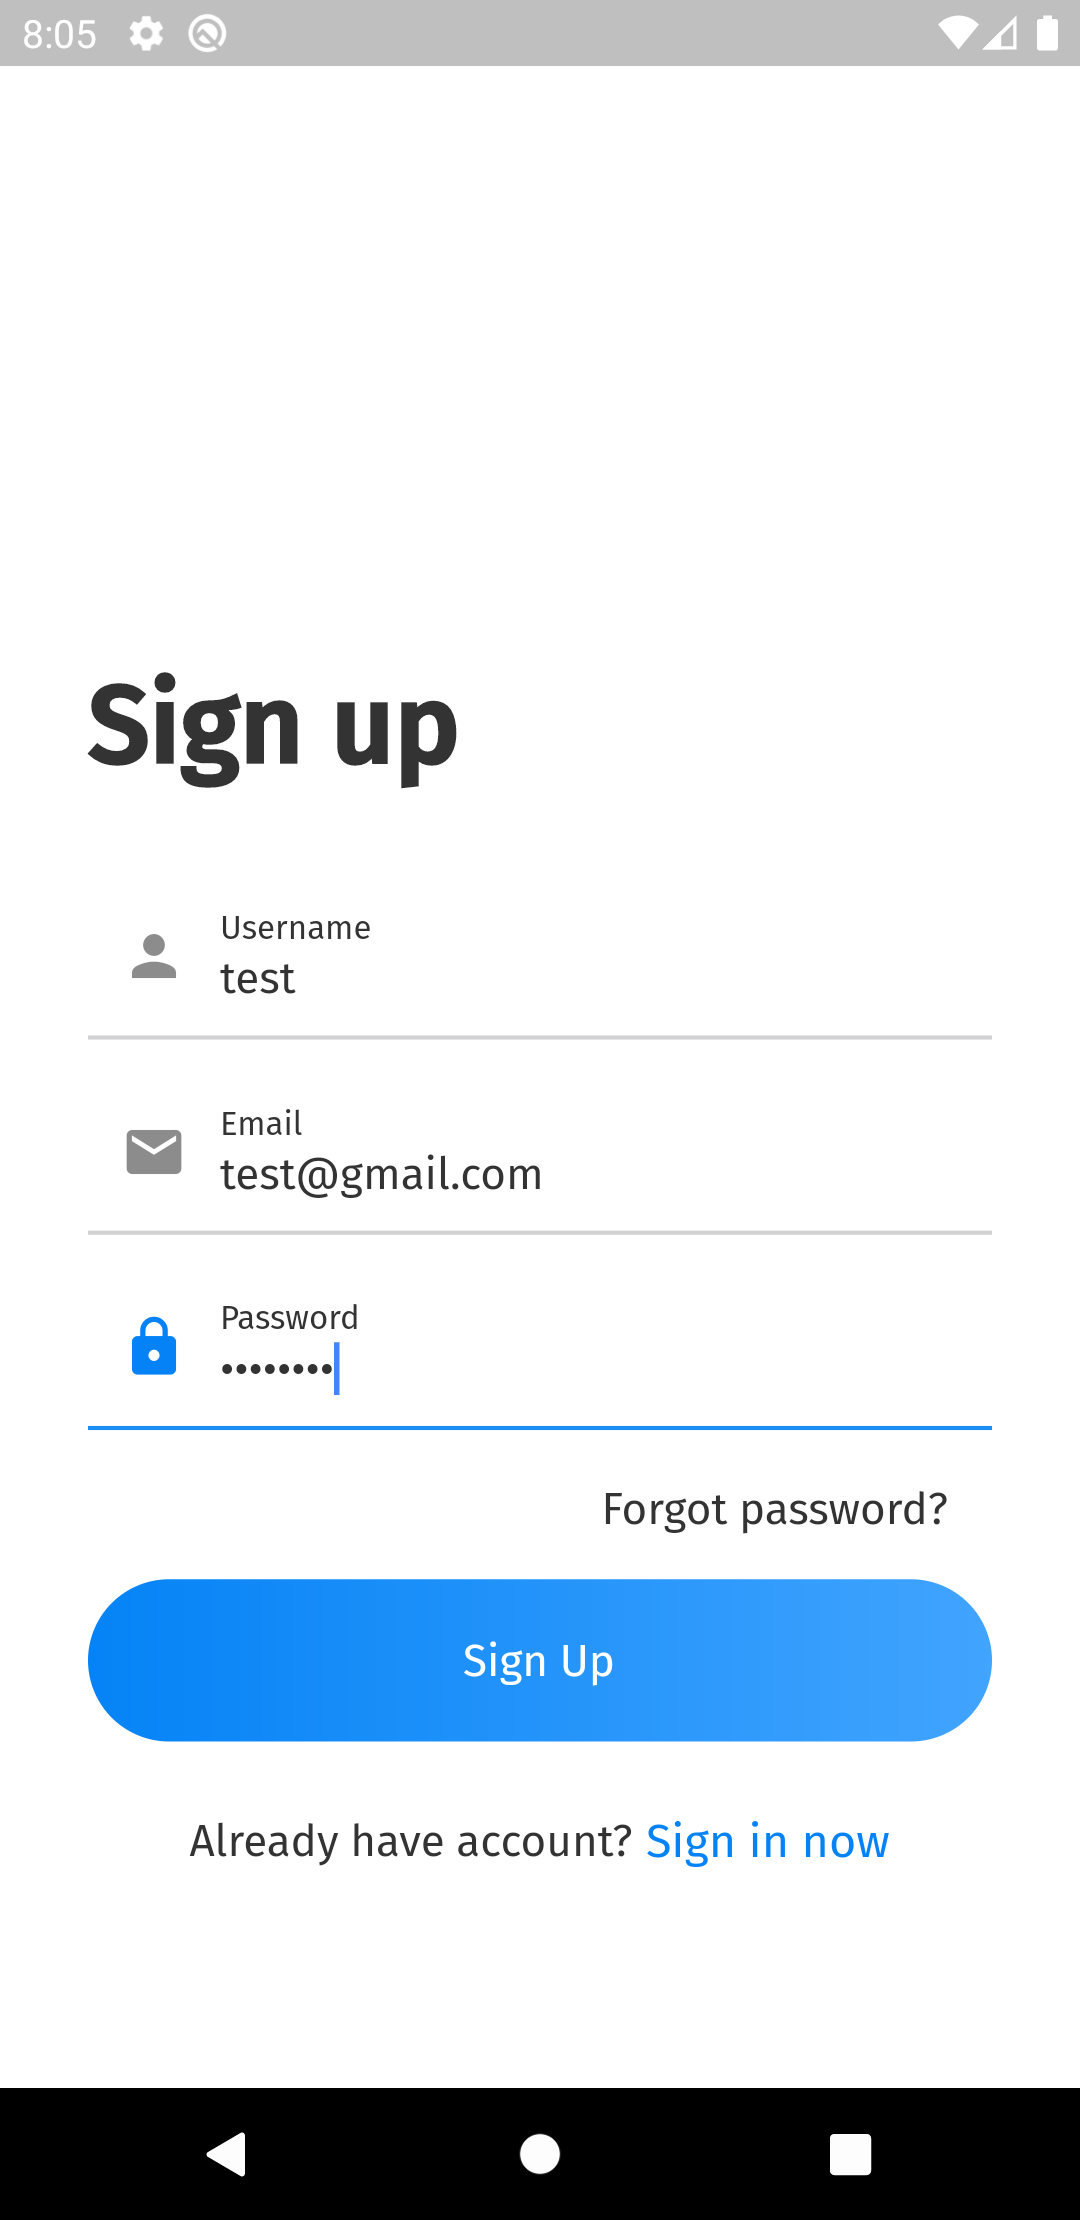 8:05
Sign up
Username
test
Email
test@gmail.com
Password
••••••••
Forgot password?
Sign Up
Already have account? Sign in now